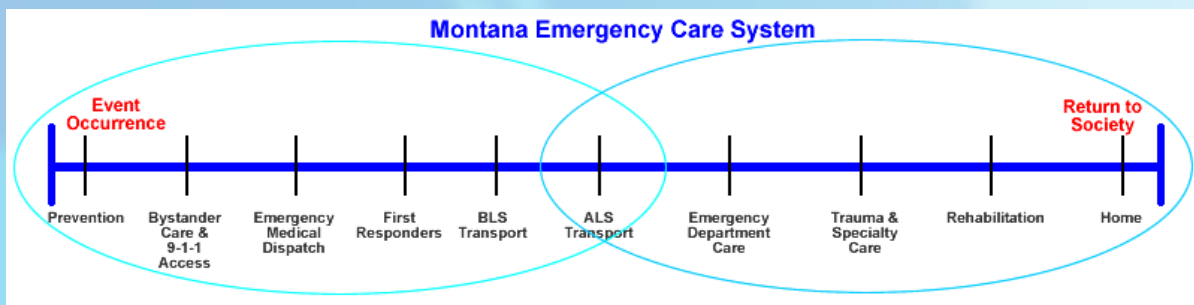 Montana Emergency Care System
Event
Occurrence
Return to
Society
Prevention
Bystander
Care &
9-1-1
Access
Emergency
Medical
Dispatch
First
Responders
BLS
Transport
ALS
Transport
Emergency
Department
Care
Trauma &
Specialty
Care
Rehabilitation
Home